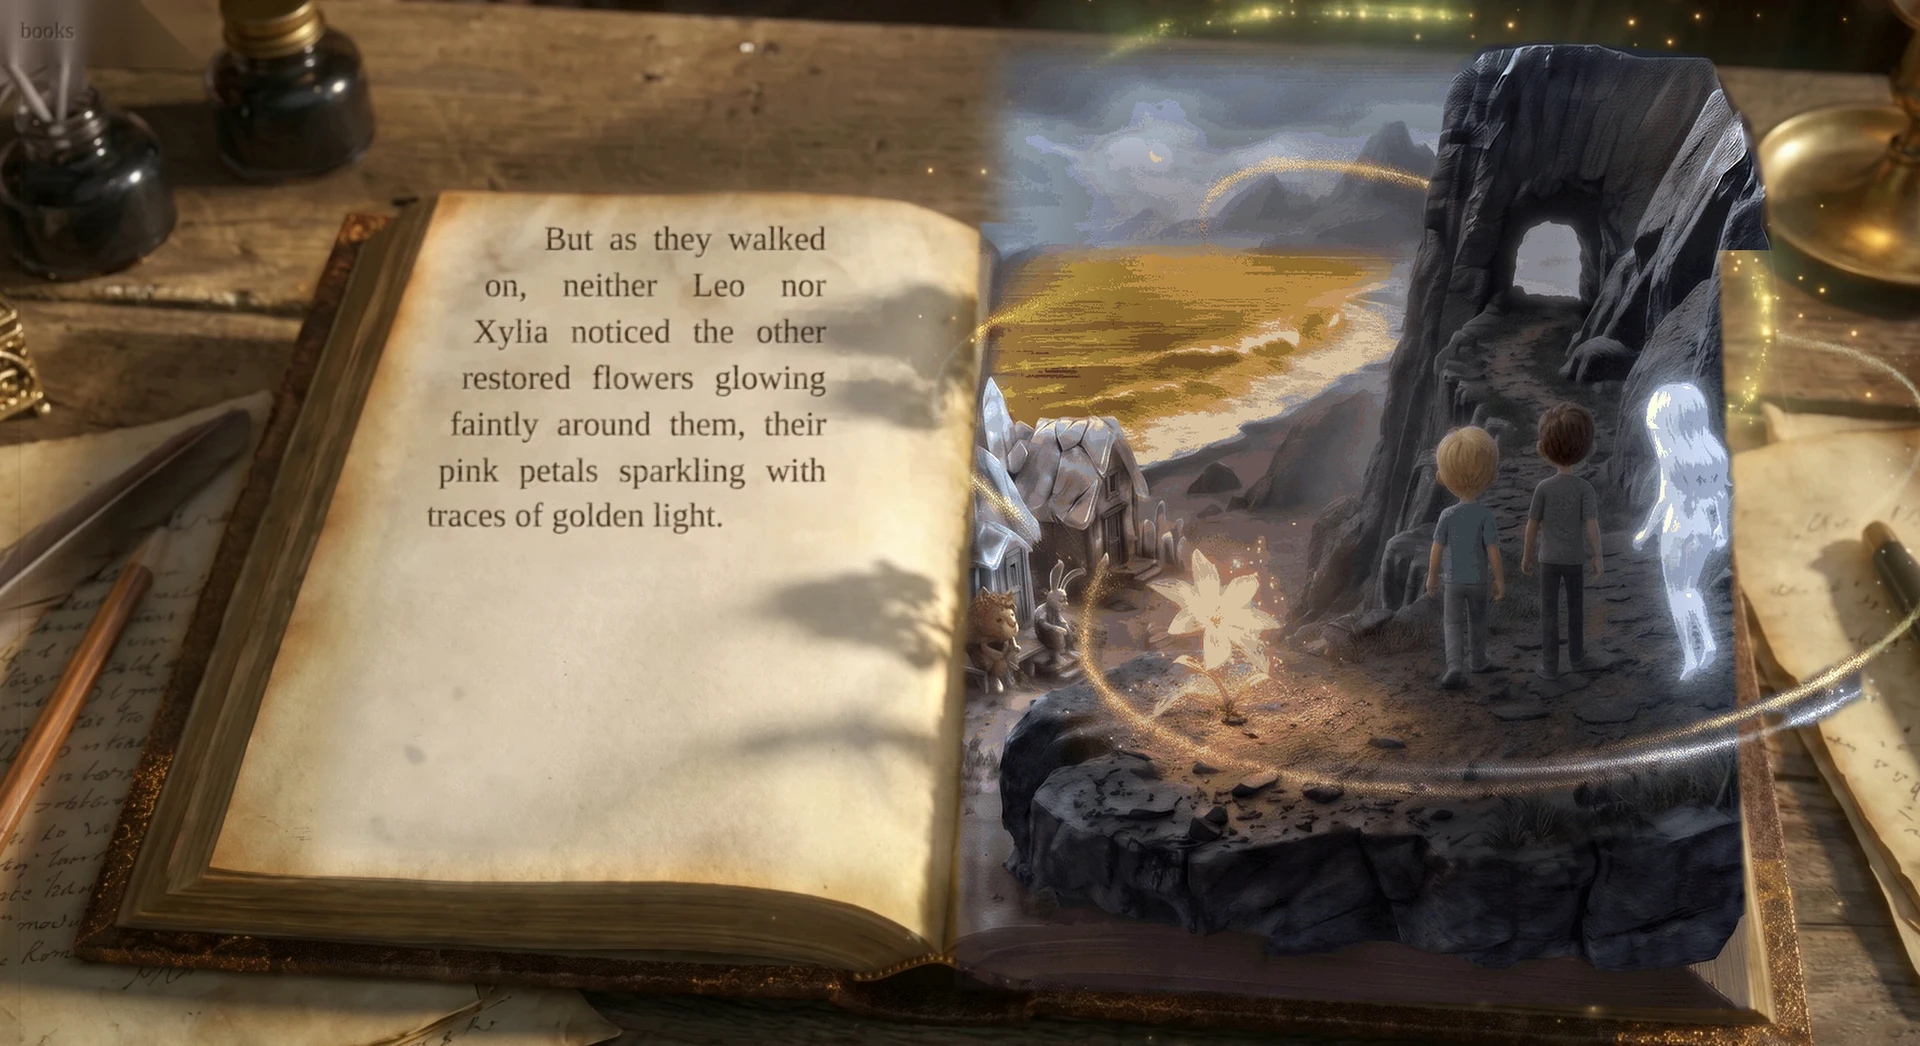 books
But as they walked
on, neither Leo nor
Xylia noticed the other
restored flowers glowing
faintly around them, their
pink petals sparkling with
traces of golden light.